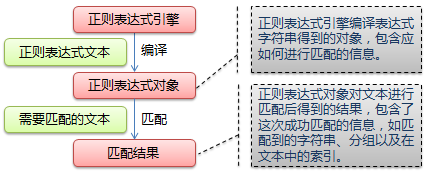 正则表达式引擎
正则表达式文本
编译
正则表达式对象
需要匹配的文本
匹配
匹配结果
正则表达式引擎编译表达式
字符串得到的对象，包含应
如何进行匹配的信息。
正则表达式对象对文本进行
匹配后得到的结果，包含了
这次成功匹配的信息，如匹
配到的字符串、分组以及在
文本中的索引。